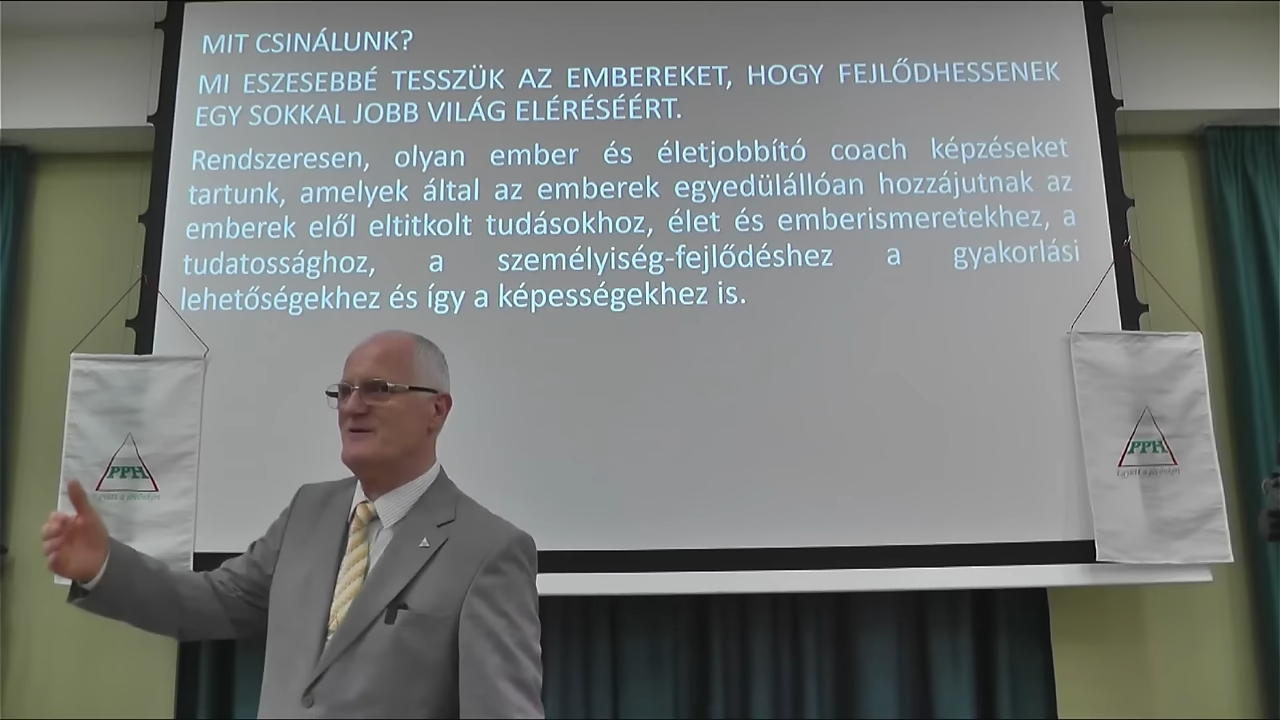 MIT CSINÁLUNK?
MI ESZESEBBÉ TESSZÜK AZ EMBEREKET, HOGY FEJLŐDHESSENEK
EGY SOKKAL JOBB VILÁG ELÉRÉSÉÉRT.
Rendszeresen, olyan ember és életjobbító coach képzéseket
tartunk, amelyek által az emberek egyedülállóan hozzájutnak az
emberek elől eltitkolt tudásokhoz, élet és emberismeretekhez, a
tudatossághoz, a személyiség-fejlődéshez a gyakorlási
lehetőségekhez és így a képességekhez is.
PPH
PPH